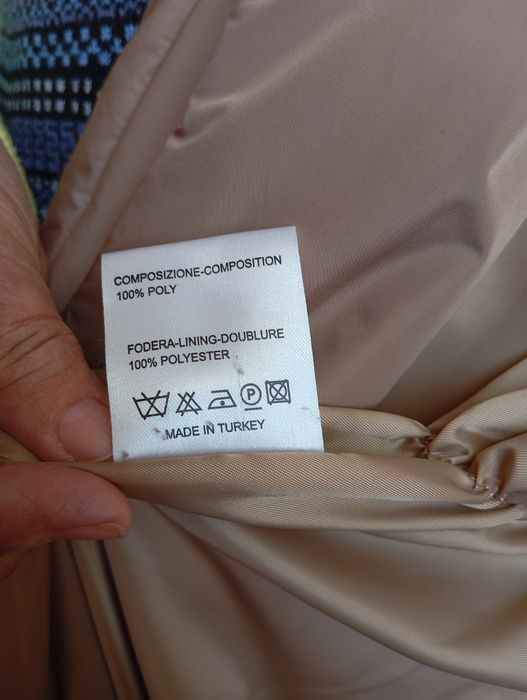 COMPOSIZIONE-COMPOSITION
100% POLY
FODERA-LINING-DOUBLURE
100% POLYESTER
P
MADE IN TURKEY